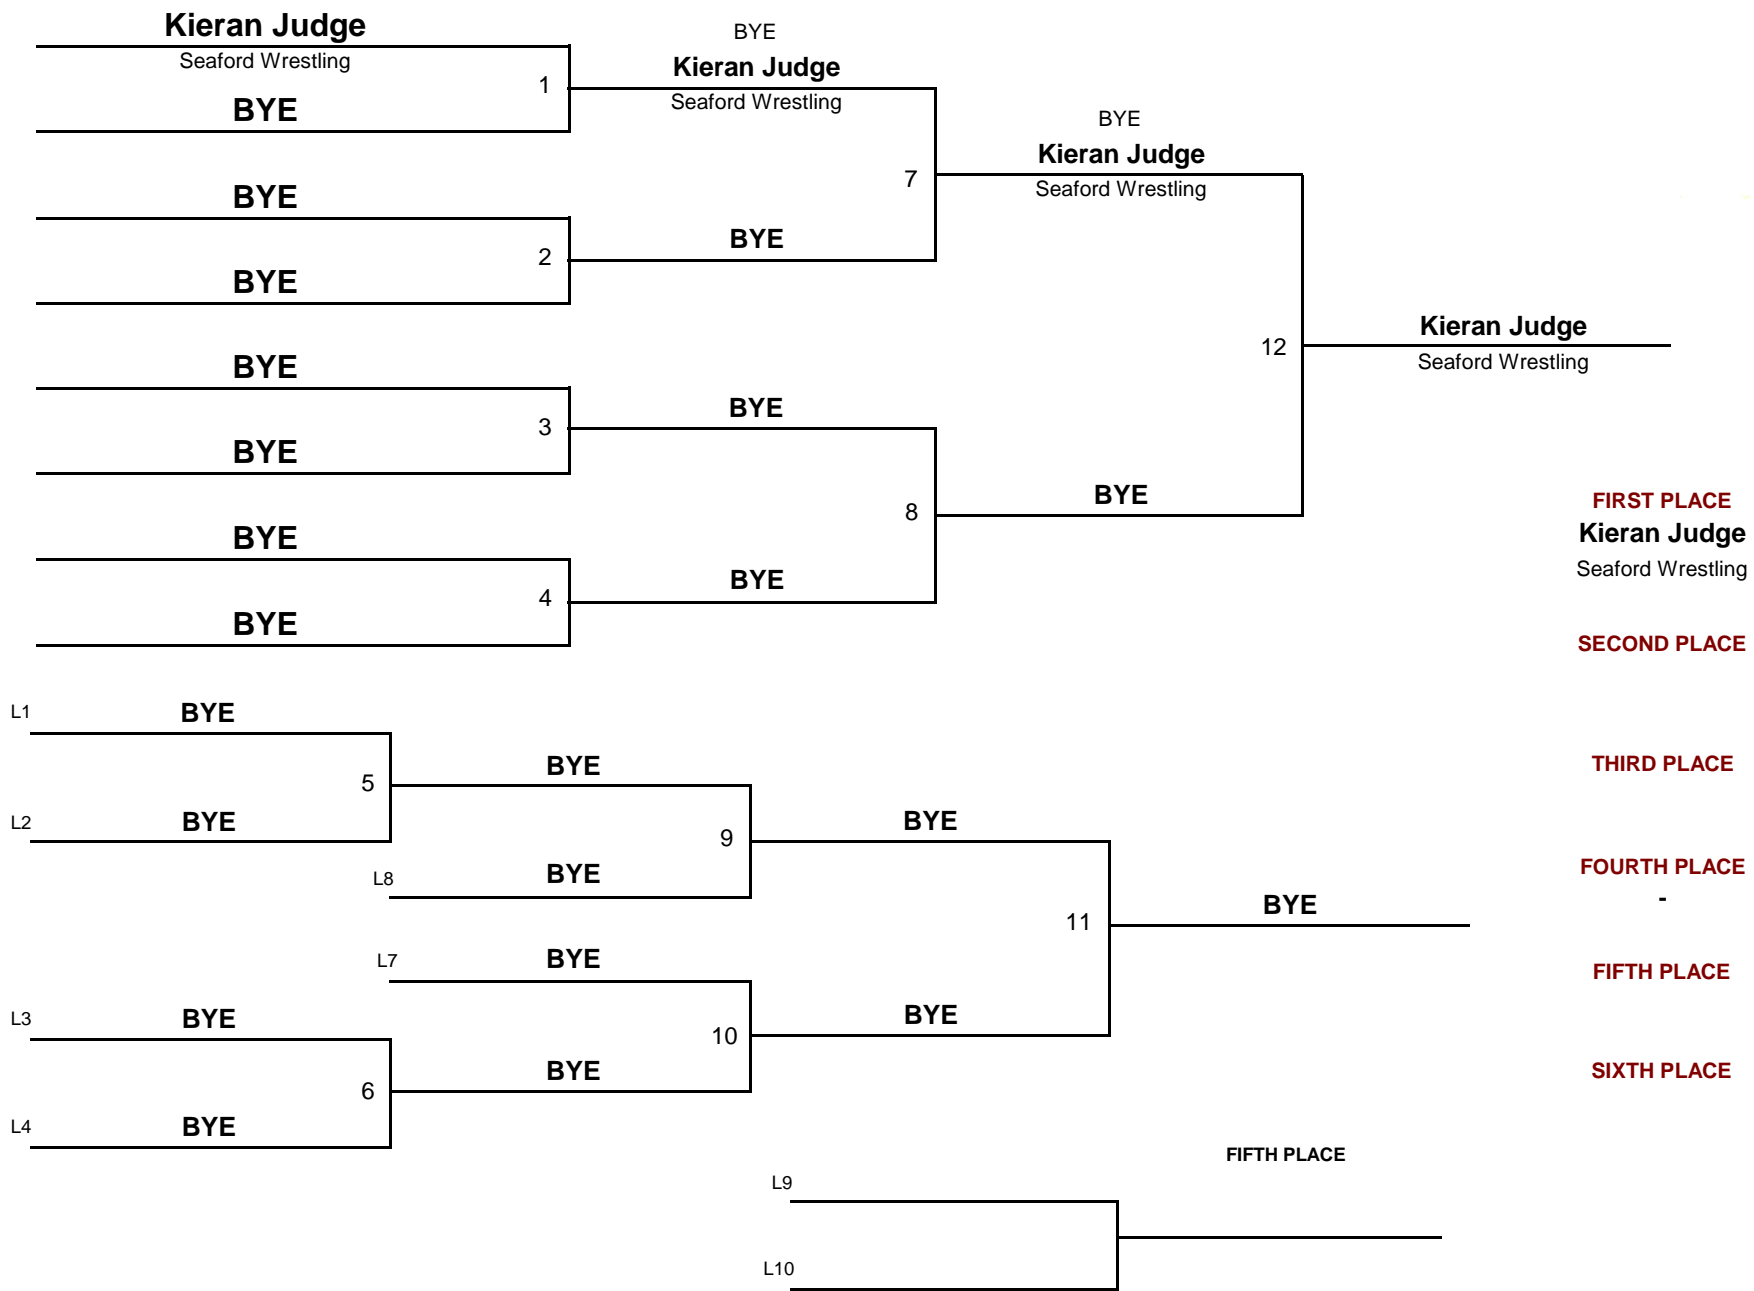 Kieran Judge
Seaford Wrestling
BYE
1
BYE
Kieran Judge
Seaford Wrestling
BYE
BYE
2
BYE
7
BYE
Kieran Judge
Seaford Wrestling
BYE
BYE
3
BYE
BYE
BYE
4
BYE
8
BYE
12
Kieran Judge
Seaford Wrestling
FIRST PLACE
Kieran Judge
Seaford Wrestling
SECOND PLACE
THIRD PLACE
FOURTH PLACE
-
FIFTH PLACE
SIXTH PLACE
L1
BYE
5
L2
BYE
BYE
9
L8
BYE
BYE
L7
BYE
10
L3
BYE
6
L4
BYE
BYE
BYE
11
BYE
FIFTH PLACE
L9
L10